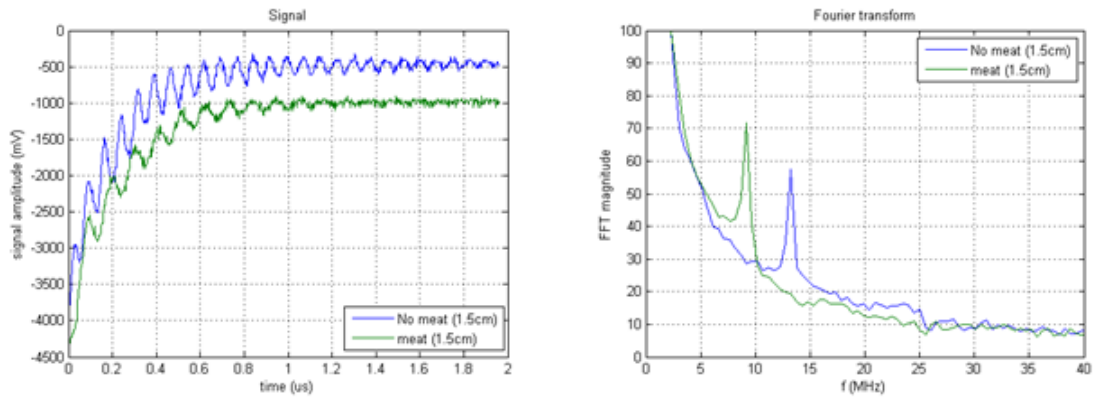 Signal
0
-500
-1000
-1500
-2000
-2500
-3000
-3500
-4000
-4500
signal amplitude (mV)
No meat (1.5cm)
meat (1.5cm)
0 0.2 0.4 0.6 0.8 1 1.2 1.4 1.6 1.8 2
time (us)
Fourier transform
100
90
80
70
60
50
40
30
20
10
0
FFT magnitude
No meat (1.5cm)
meat (1.5cm)
0 5 10 15 20 25 30 35 40
f (MHz)